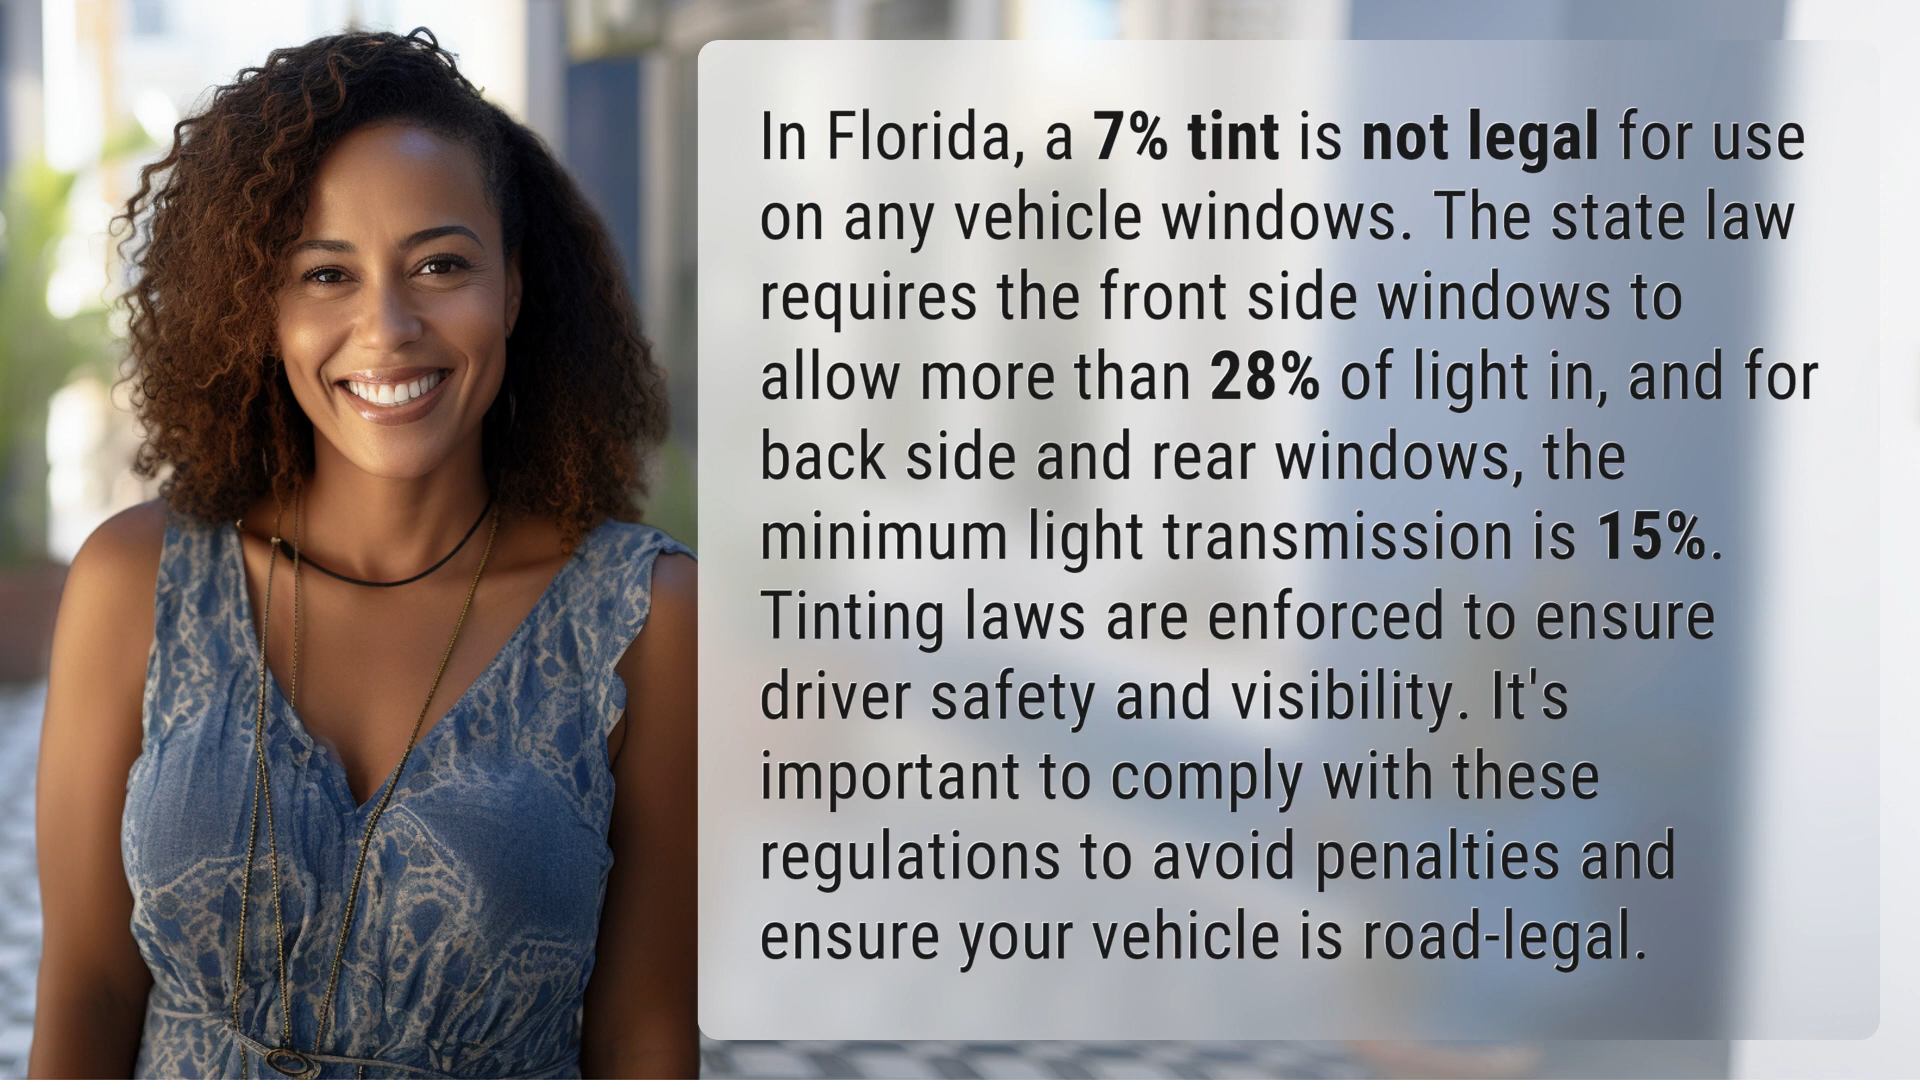 In Florida, a 7% tint is not legal for use
on any vehicle windows. The state law
requires the front side windows to
allow more than 28% of light in, and for
back side and rear windows, the
minimum light transmission is 15%.
Tinting laws are enforced to ensure
driver safety and visibility. It's
important to comply with these
regulations to avoid penalties and
ensure your vehicle is road-legal.